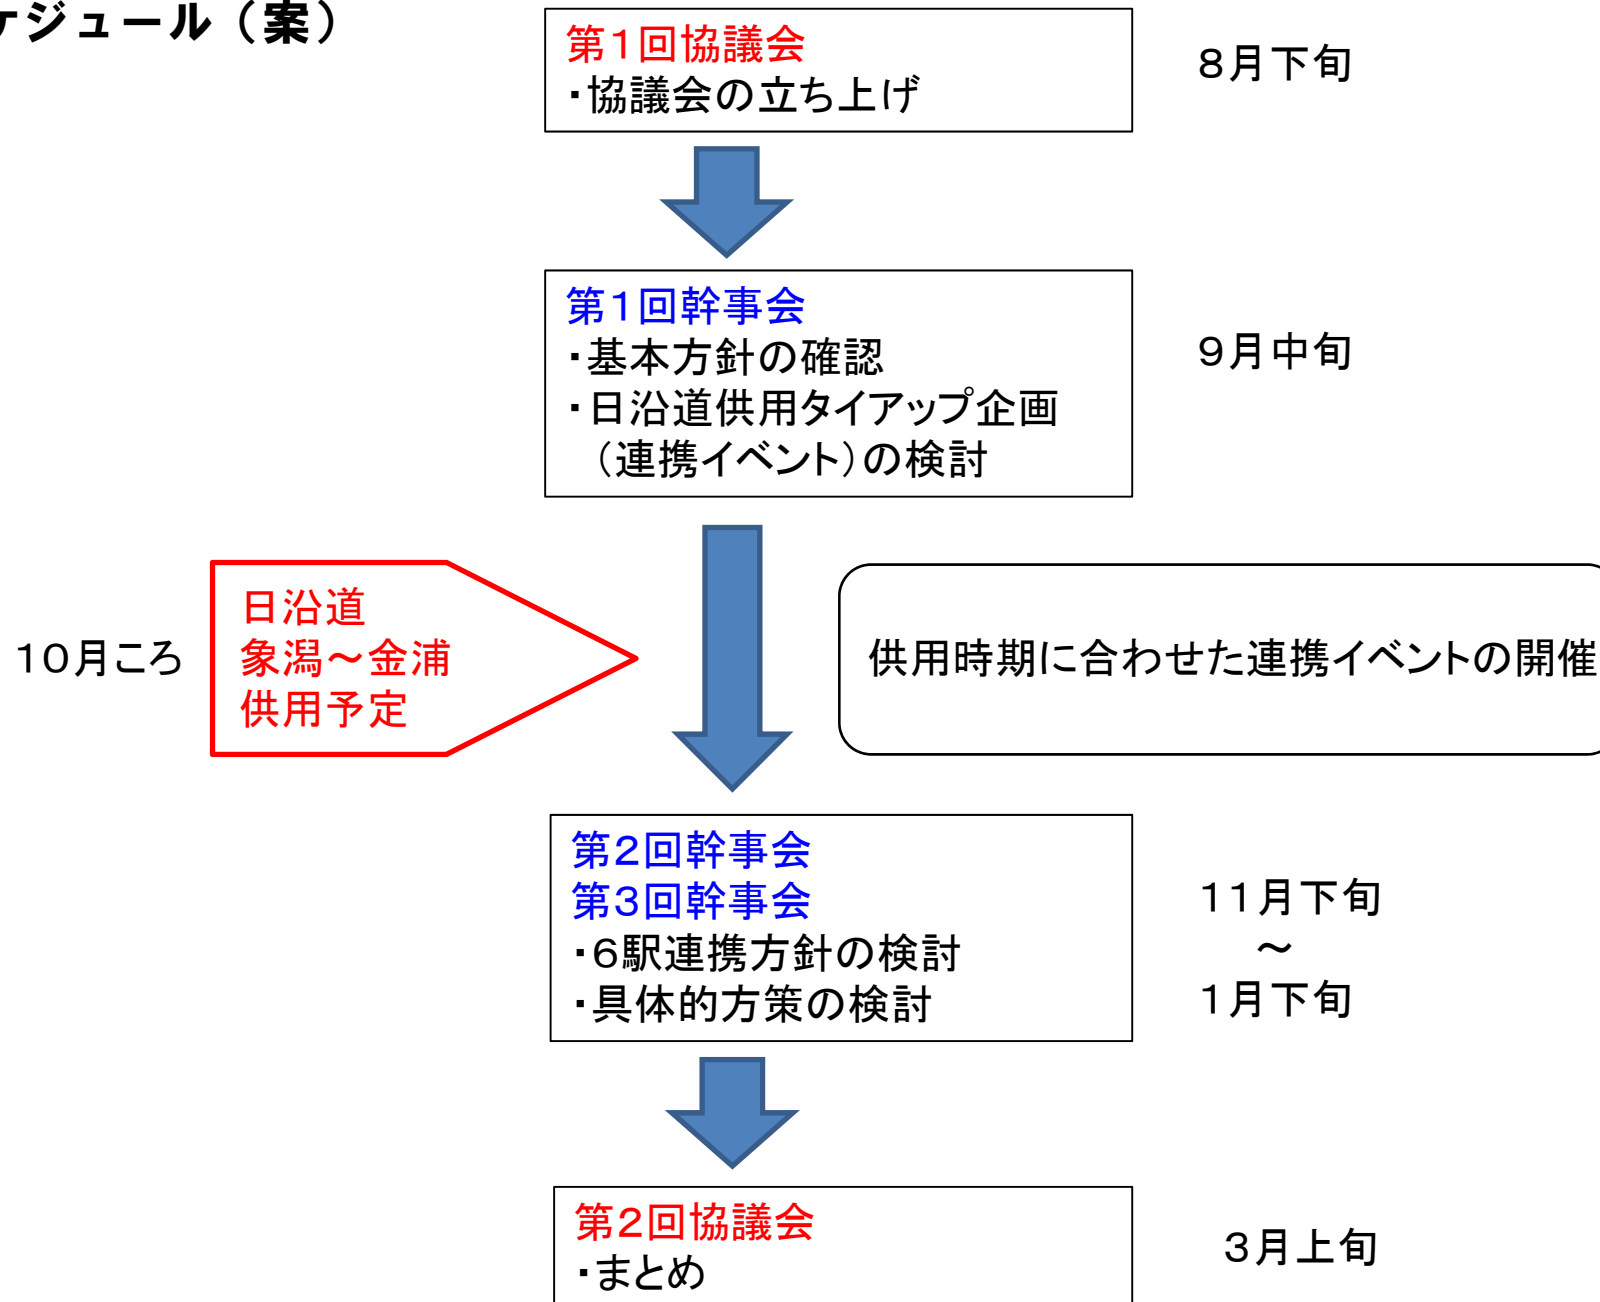 ケジュール（案）
第１回協議会
・協議会の立ち上げ
８月下旬
第１回幹事会
・基本方針の確認
・日沿道供用タイアップ企画
（連携イベント）の検討
９月中旬
１０月ころ
日沿道
象潟～金浦
供用予定
供用時期に合わせた連携イベントの開催
第２回幹事会
第３回幹事会
・６駅連携方針の検討
・具体的方策の検討
１１月下旬
～
１月下旬
第２回協議会
・まとめ
３月上旬